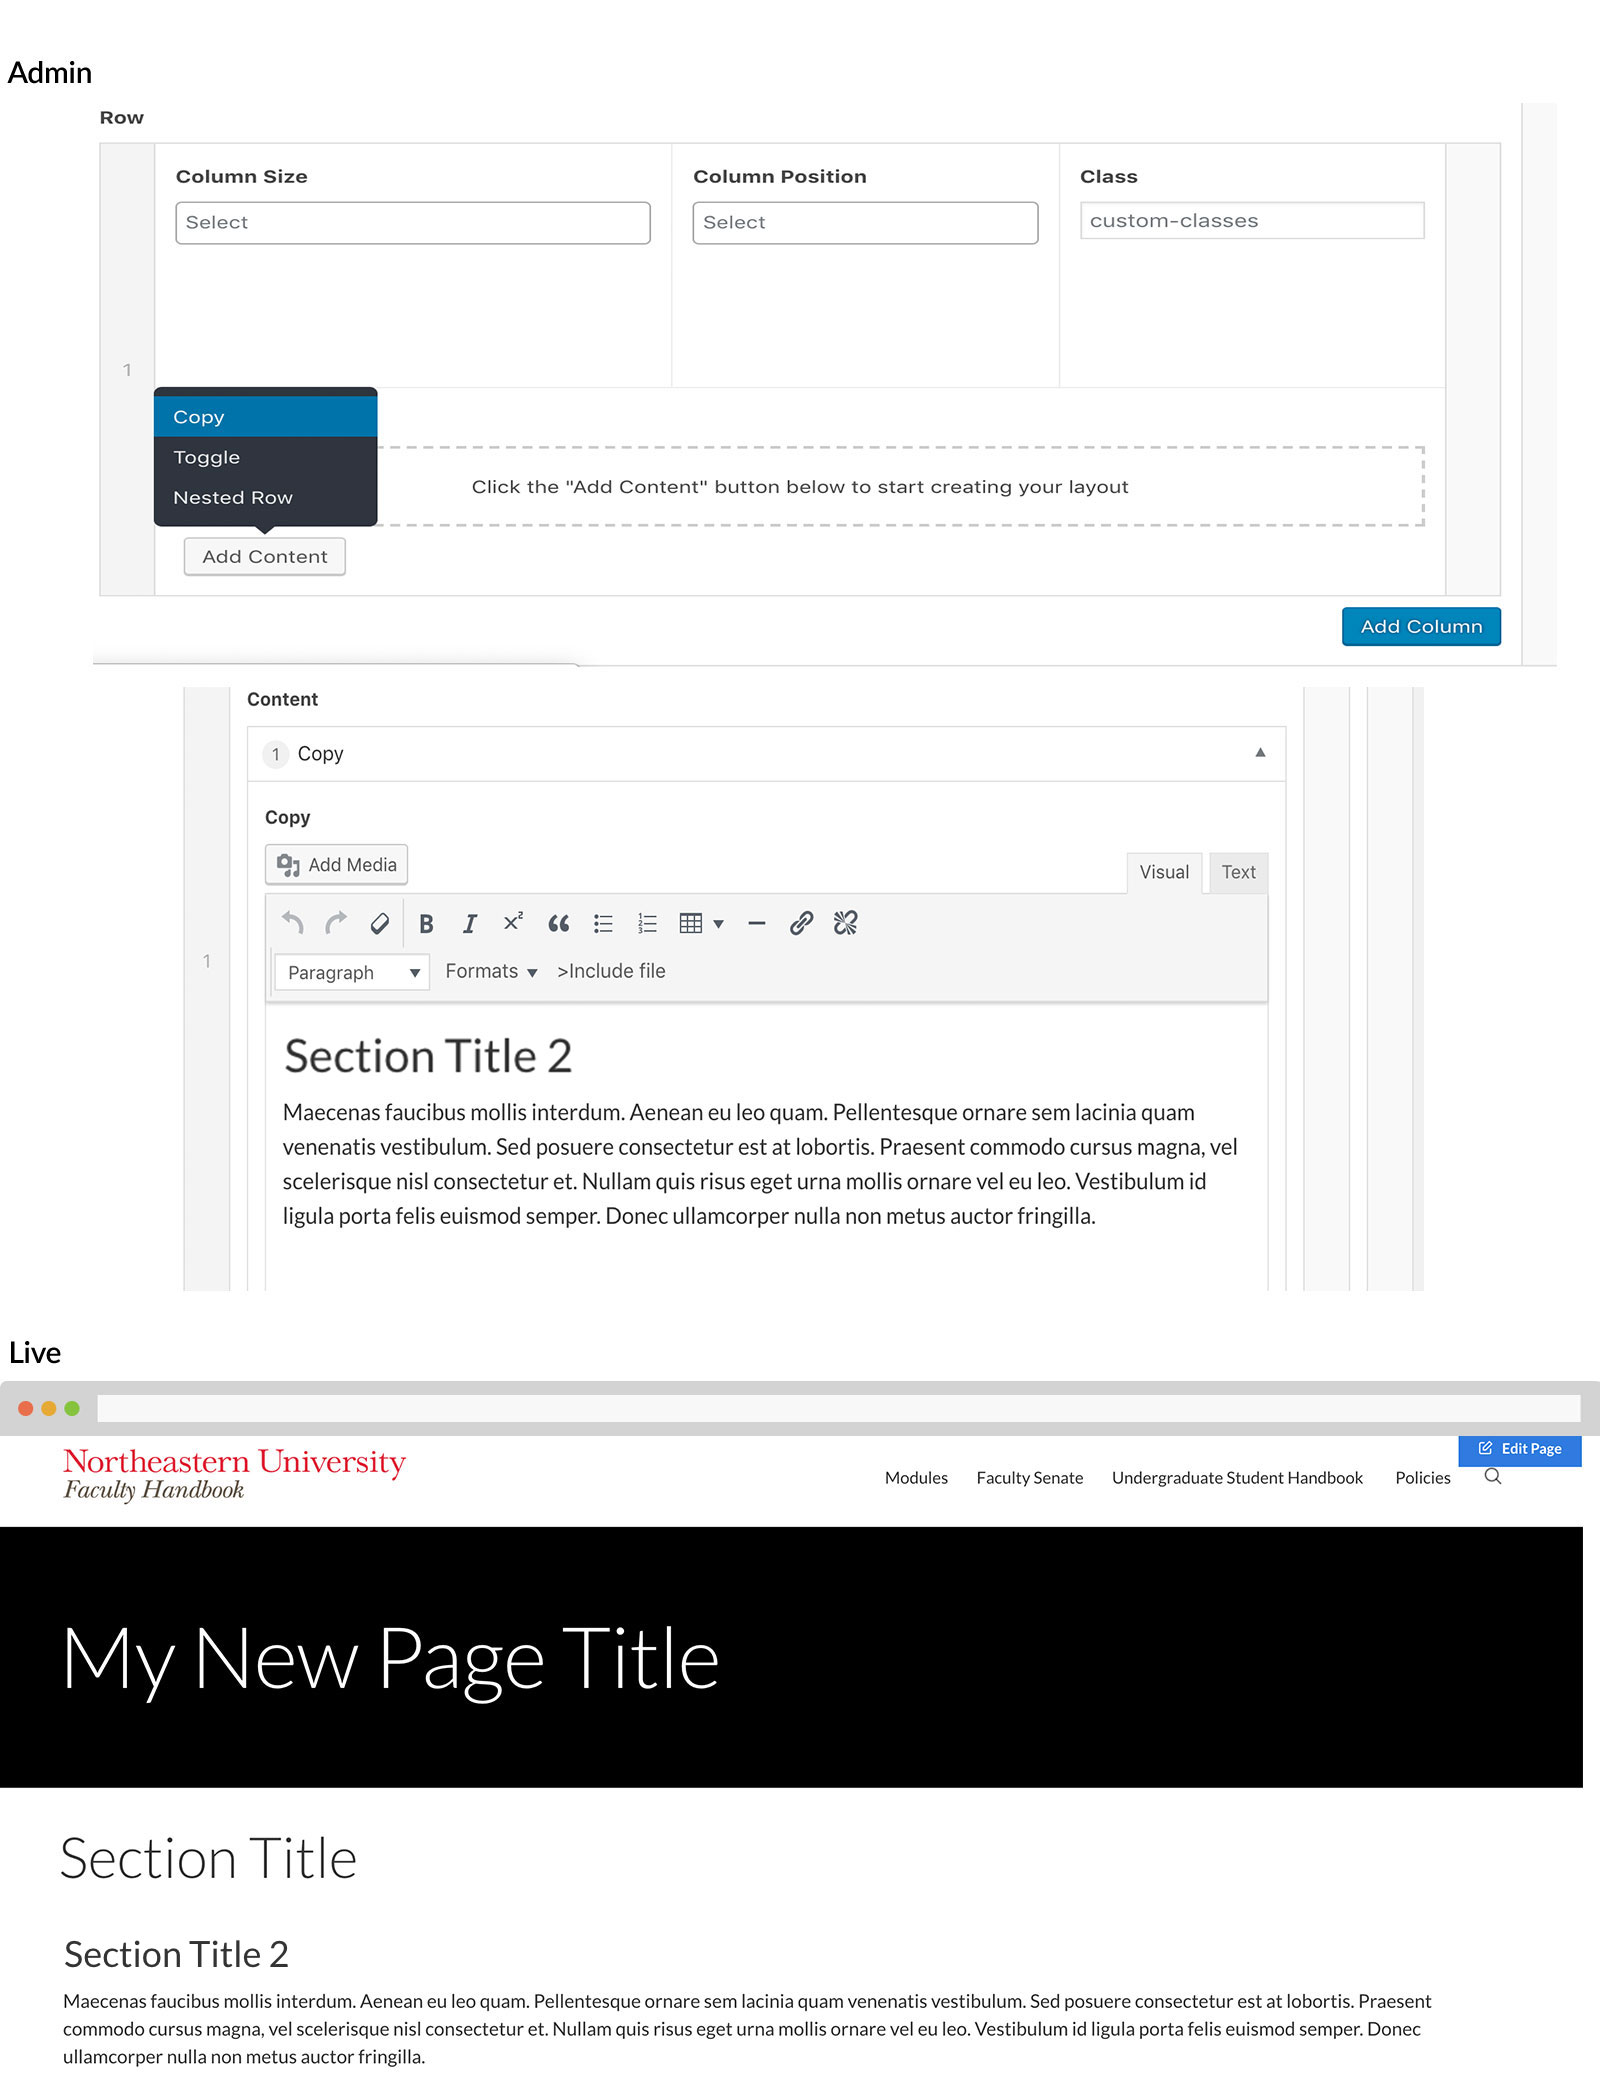 Admin
Row
Column Size
Column Position
Class
Select
Select
custom-classes
1
Copy
Toggle
Nested Row
Click the "Add Content" button below to start creating your layout
Add Content
Add Column
Content
1 Copy
Copy
Add Media
Visual
Text
B I X²
Paragraph
Formats
>Include file
1
Section Title 2
Maecenas faucibus mollis interdum. Aenean eu leo quam. Pellentesque ornare sem lacinia quam
venenatis vestibulum. Sed posuere consectetur est at lobortis. Praesent commodo cursus magna, vel
scelerisque nisl consectetur et. Nullam quis risus eget urna mollis ornare vel eu leo. Vestibulum id
ligula porta felis euismod semper. Donec ullamcorper nulla non metus auctor fringilla.
Live
Edit Page
Northeastern University
Faculty Handbook
Modules
Faculty Senate
Undergraduate Student Handbook
Policies
My New Page Title
Section Title
Section Title 2
Maecenas faucibus mollis interdum. Aenean eu leo quam. Pellentesque ornare sem lacinia quam venenatis vestibulum. Sed posuere consectetur est at lobortis. Praesent
commodo cursus magna, vel scelerisque nisl consectetur et. Nullam quis risus eget urna mollis ornare vel eu leo. Vestibulum id ligula porta felis euismod semper. Donec
ullamcorper nulla non metus auctor fringilla.